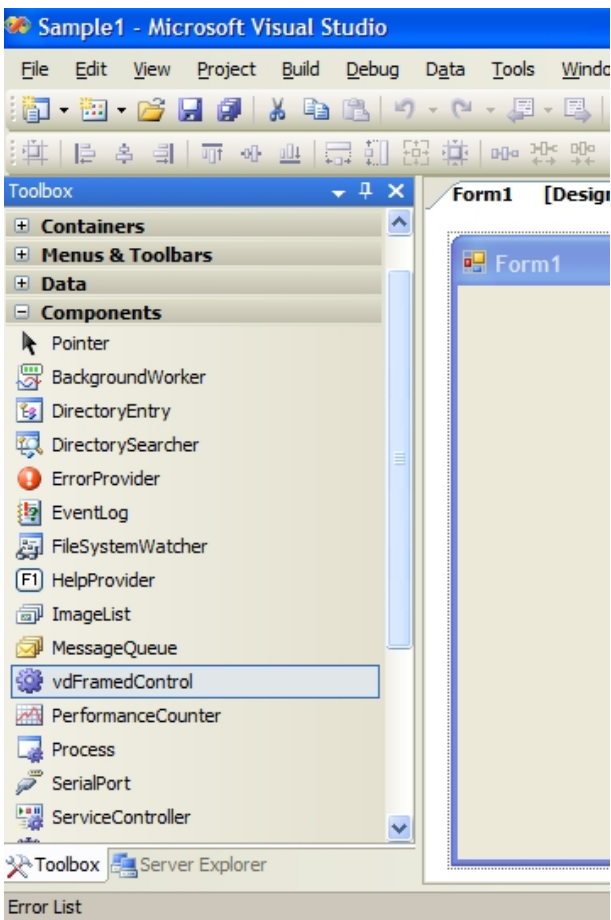 Sample1 - Microsoft Visual Studio
File Edit View Project Build Debug Data Tools
Toolbox
Form1 [Design
Containers
Menus & Toolbars
Data
Components
Pointer
BackgroundWorker
DirectoryEntry
DirectorySearcher
ErrorProvider
EventLog
FileSystemWatcher
F1 HelpProvider
ImageList
MessageQueue
vdFramedControl
PerformanceCounter
Process
SerialPort
ServiceController
Form1
Toolbox Server Explorer
Error List